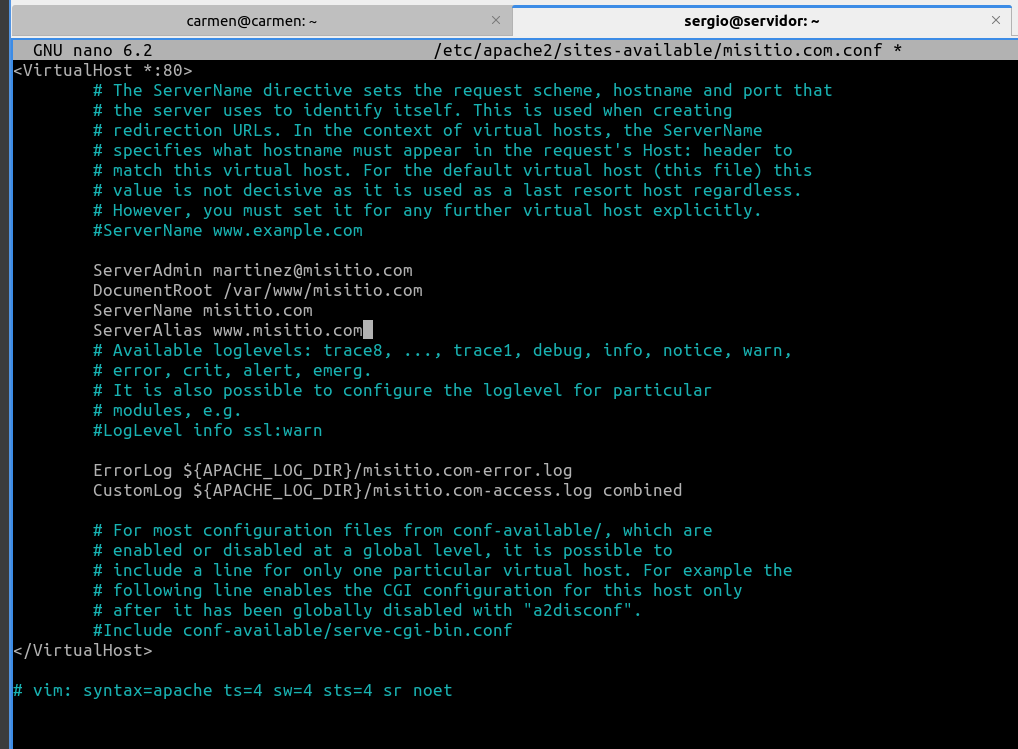 carmen@carmen: ~ ×
sergio@servidor: ~ ×
GNU nano 6.2 /etc/apache2/sites-available/misitio.com.conf *
<VirtualHost *:80>
# The ServerName directive sets the request scheme, hostname and port that
# the server uses to identify itself. This is used when creating
# redirection URLs. In the context of virtual hosts, the ServerName
# specifies what hostname must appear in the request's Host: header to
# match this virtual host. For the default virtual host (this file) this
# value is not decisive as it is used as a last resort host regardless.
# However, you must set it for any further virtual host explicitly.
#ServerName www.example.com

ServerAdmin martinez@misitio.com
DocumentRoot /var/www/misitio.com
ServerName misitio.com
ServerAlias www.misitio.com
# Available loglevels: trace8, ..., trace1, debug, info, notice, warn,
# error, crit, alert, emerg.
# It is also possible to configure the loglevel for particular
# modules, e.g.
#LogLevel info ssl:warn

ErrorLog ${APACHE_LOG_DIR}/misitio.com-error.log
CustomLog ${APACHE_LOG_DIR}/misitio.com-access.log combined

# For most configuration files from conf-available/, which are
# enabled or disabled at a global level, it is possible to
# include a line for only one particular virtual host. For example the
# following line enables the CGI configuration for this host only
# after it has been globally disabled with "a2disconf".
#Include conf-available/serve-cgi-bin.conf
</VirtualHost>

# vim: syntax=apache ts=4 sw=4 sts=4 sr noet